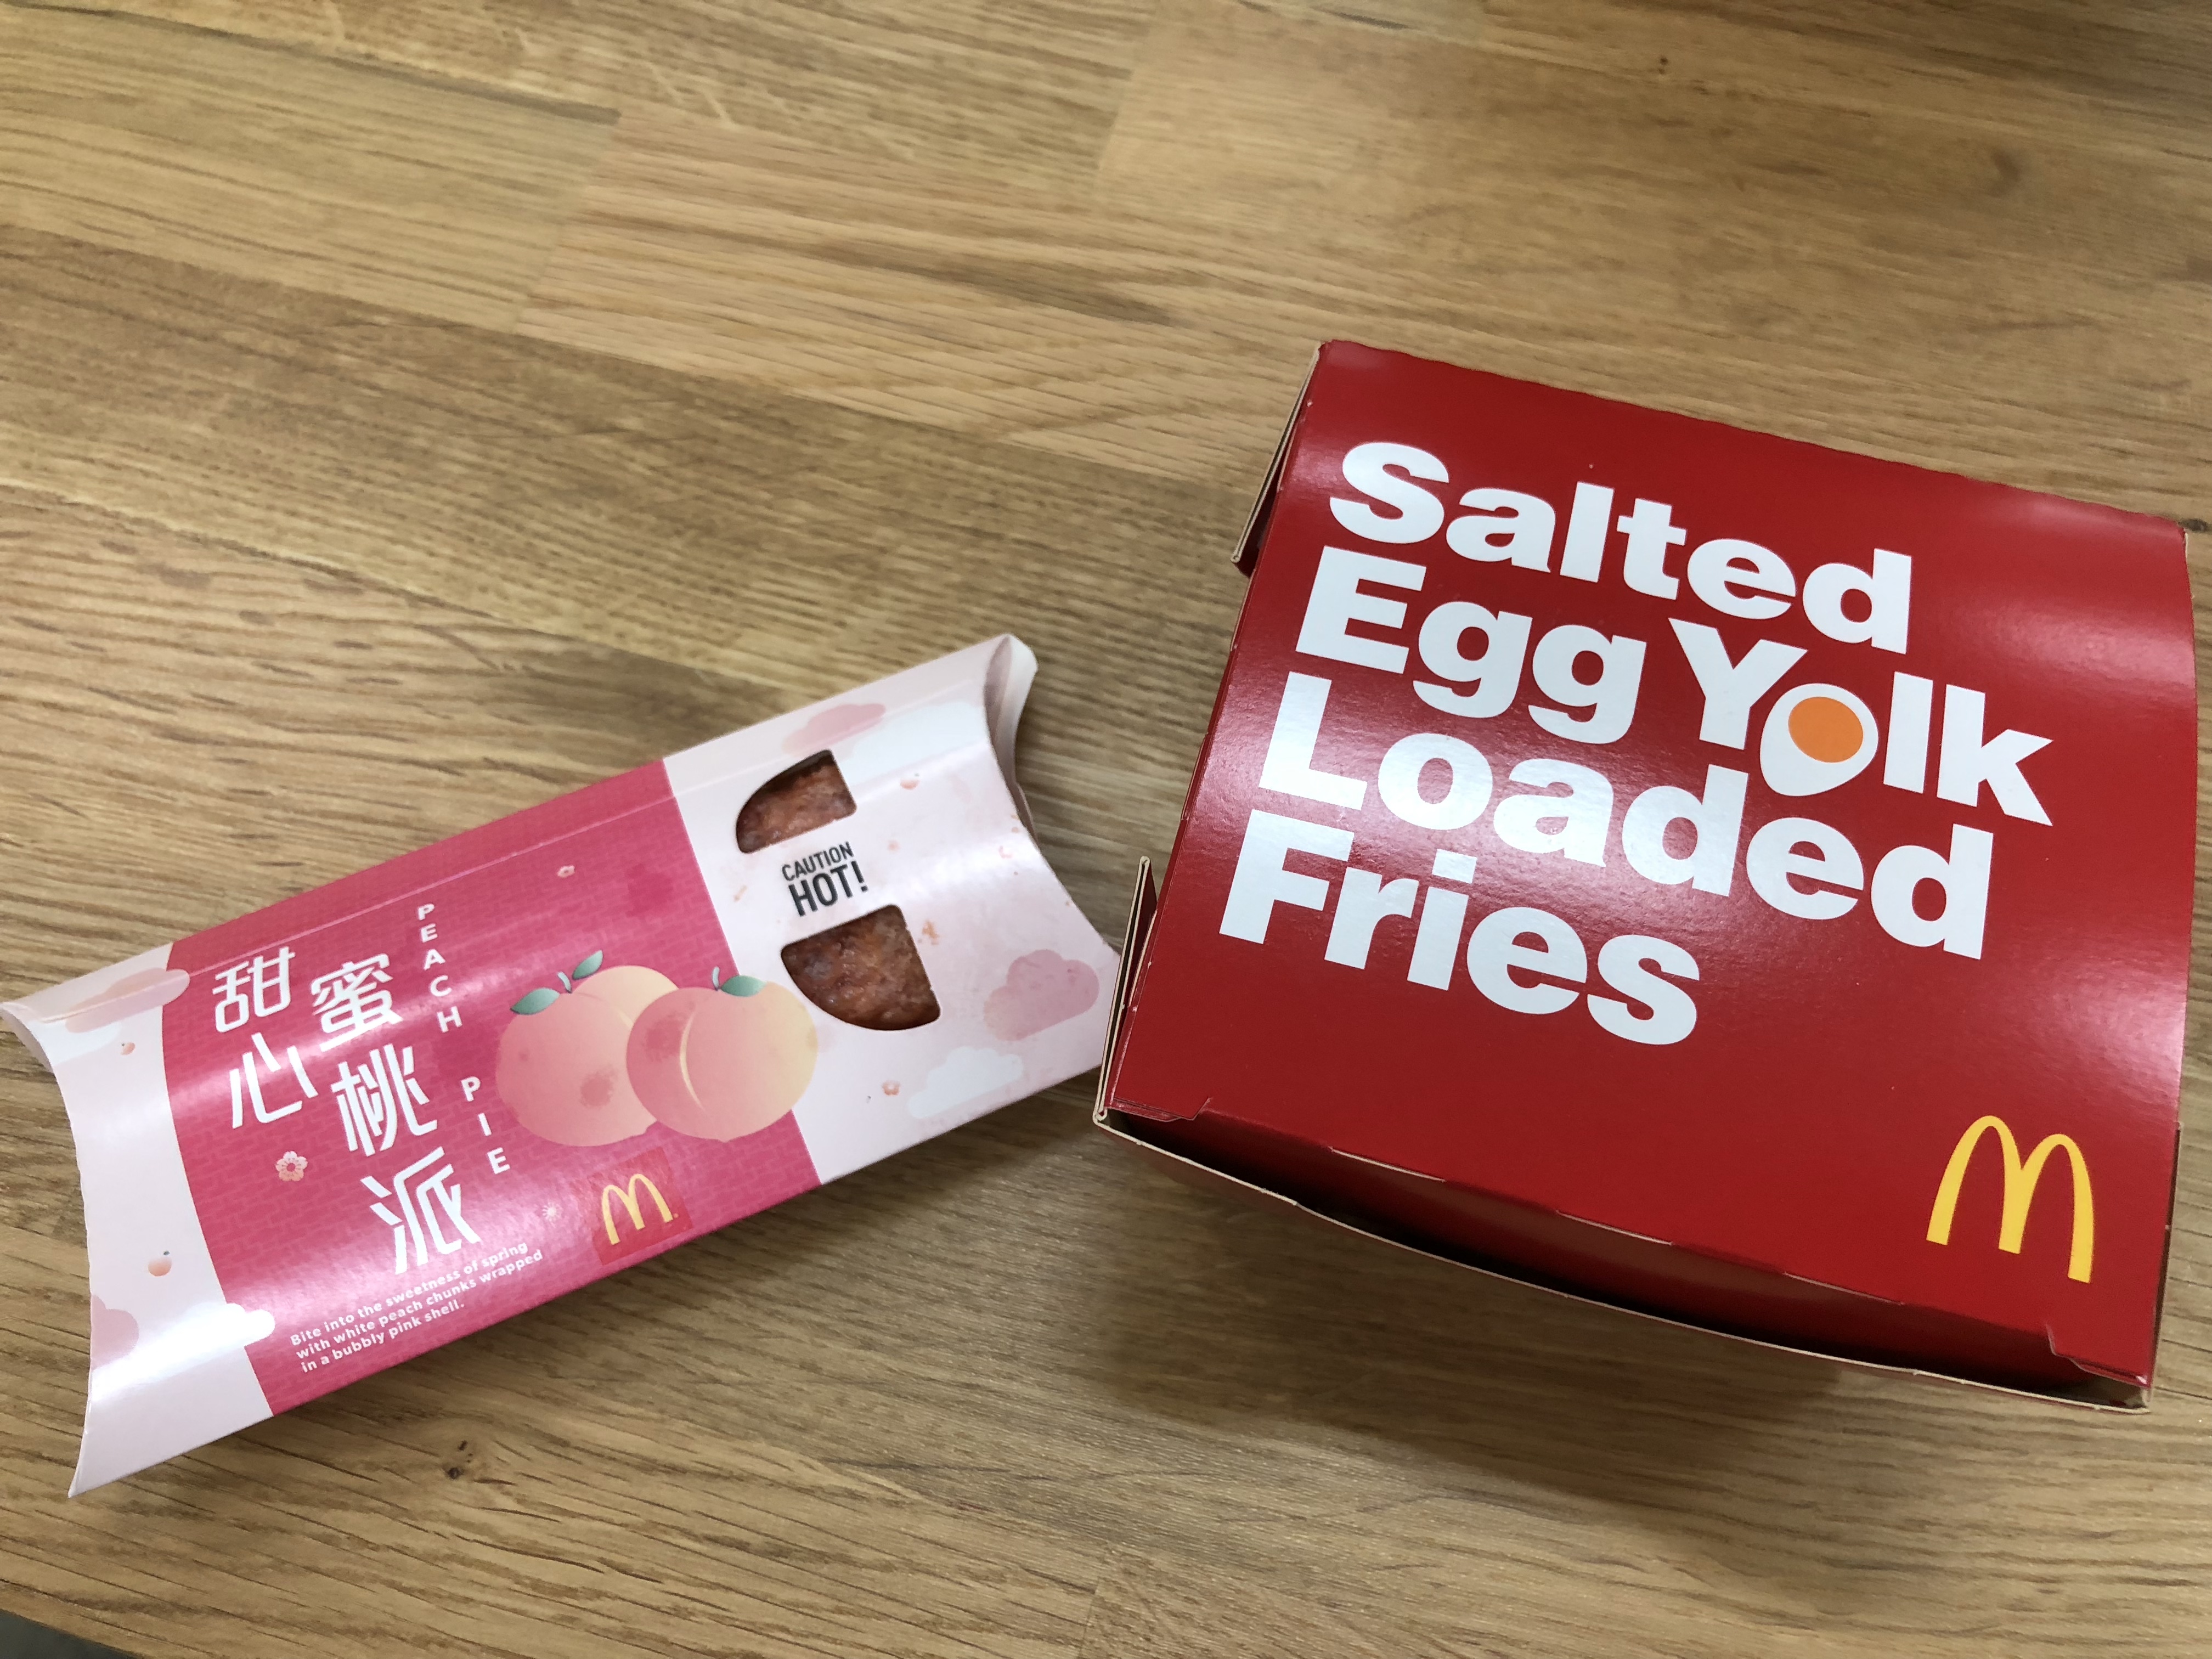 甜心
蜜桃派
PEACH PIE
Bite into the sweetness of spring
with white peach chunks wrapped
in a bubbly pink shell.
CAUTION
HOT!
Salted
Egg Yolk
Loaded
Fries